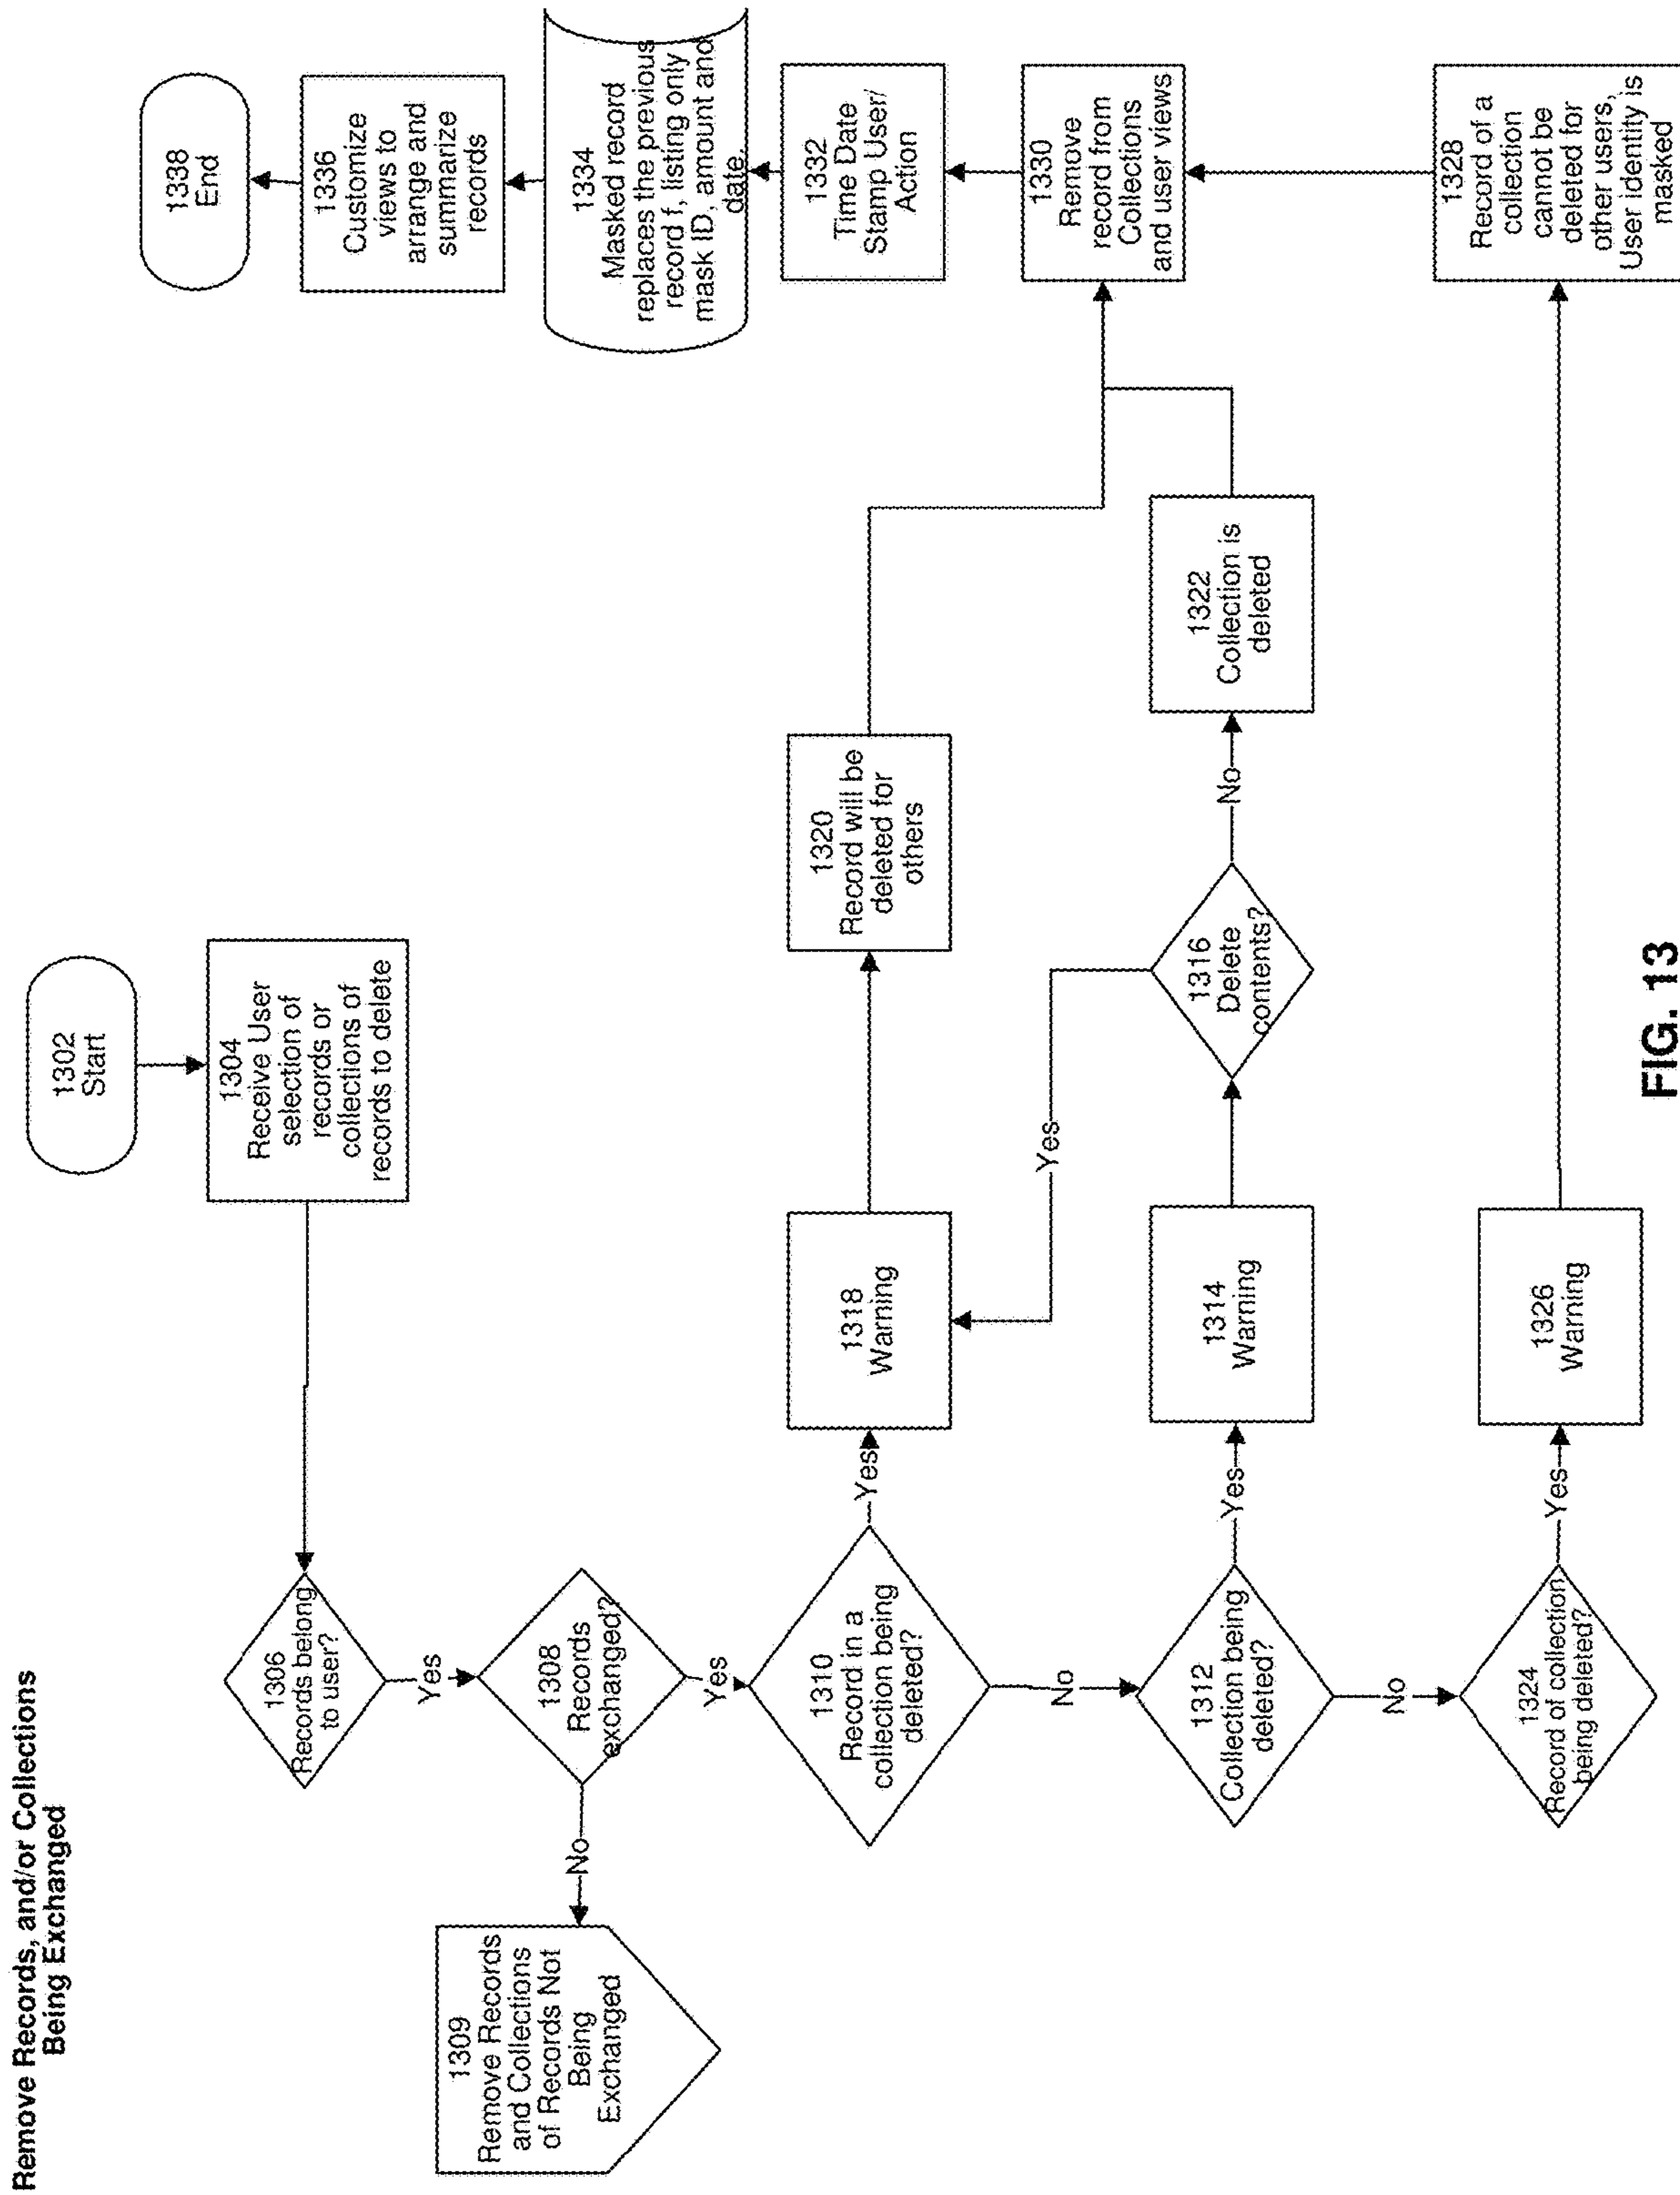 Remove Records, and/or Collections
Being Exchanged
1302
Start
1304
Receive User
selection of
records or
collections of
records to delete
1306
Records belong
to user?
Yes
1308
Records
exchanged?
No
1309
Remove Records
and Collections
of Records Not
Being
Exchanged
Yes
1310
Record in a
collection being
deleted?
Yes
1318
Warning
1320
Record will be
deleted for
others
No
1312
Collection being
deleted?
Yes
1314
Warning
1316
Delete
contents?
Yes
No
1322
Collection is
deleted
No
1324
Record of collection
being deleted?
Yes
1326
Warning
1328
Record of a
collection
cannot be
deleted for
other users,
User identity is
masked
1330
Remove
record from
Collections
and user views
1332
Time Date
Stamp User/
Action
1334
Masked record
replaces the previous
record f, listing only
mask ID, amount and
date.
1336
Customize
views to
arrange and
summarize
records
1338
End
FIG. 13